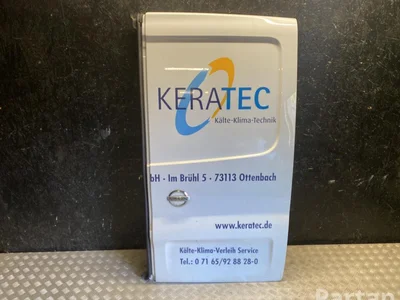 KERATEC
Kälte-Klima-Technik
bH - Im Brühl 5 - 73113 Ottenbach
NISSAN
www.keratec.de
Kälte-Klima-Verleih Service
Tel.: 0 71 65/92 88 28-0